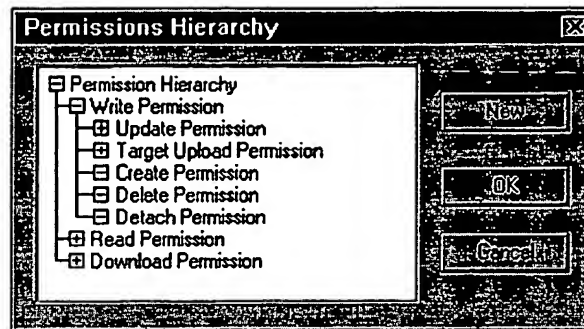 Permissions Hierarchy
Permission Hierarchy
Write Permission
Update Permission
Target Upload Permission
Create Permission
Delete Permission
Detach Permission
Read Permission
Download Permission
New
OK
Cancel